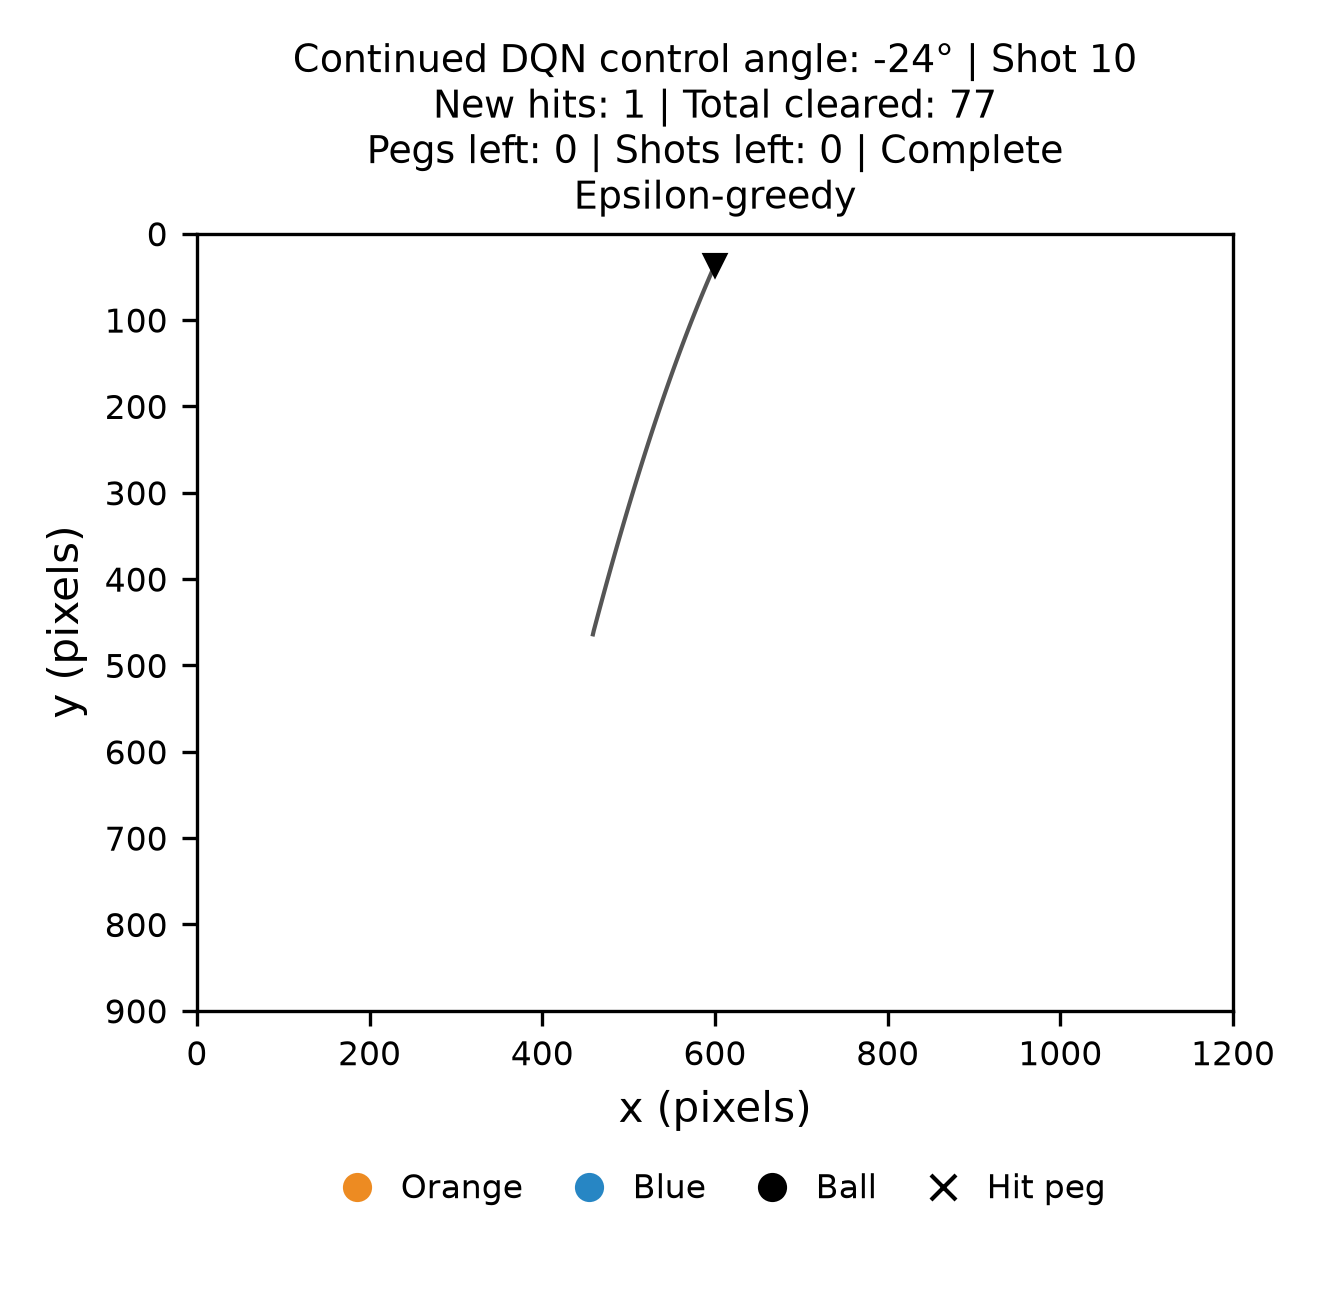 Continued DQN control angle: -24° | Shot 10
New hits: 1 | Total cleared: 77
Pegs left: 0 | Shots left: 0 | Complete
Epsilon-greedy
0
100
200
300
400
500
600
700
800
900
y (pixels)
0 200 400 600 800 1000 1200
x (pixels)
Orange Blue Ball Hit peg